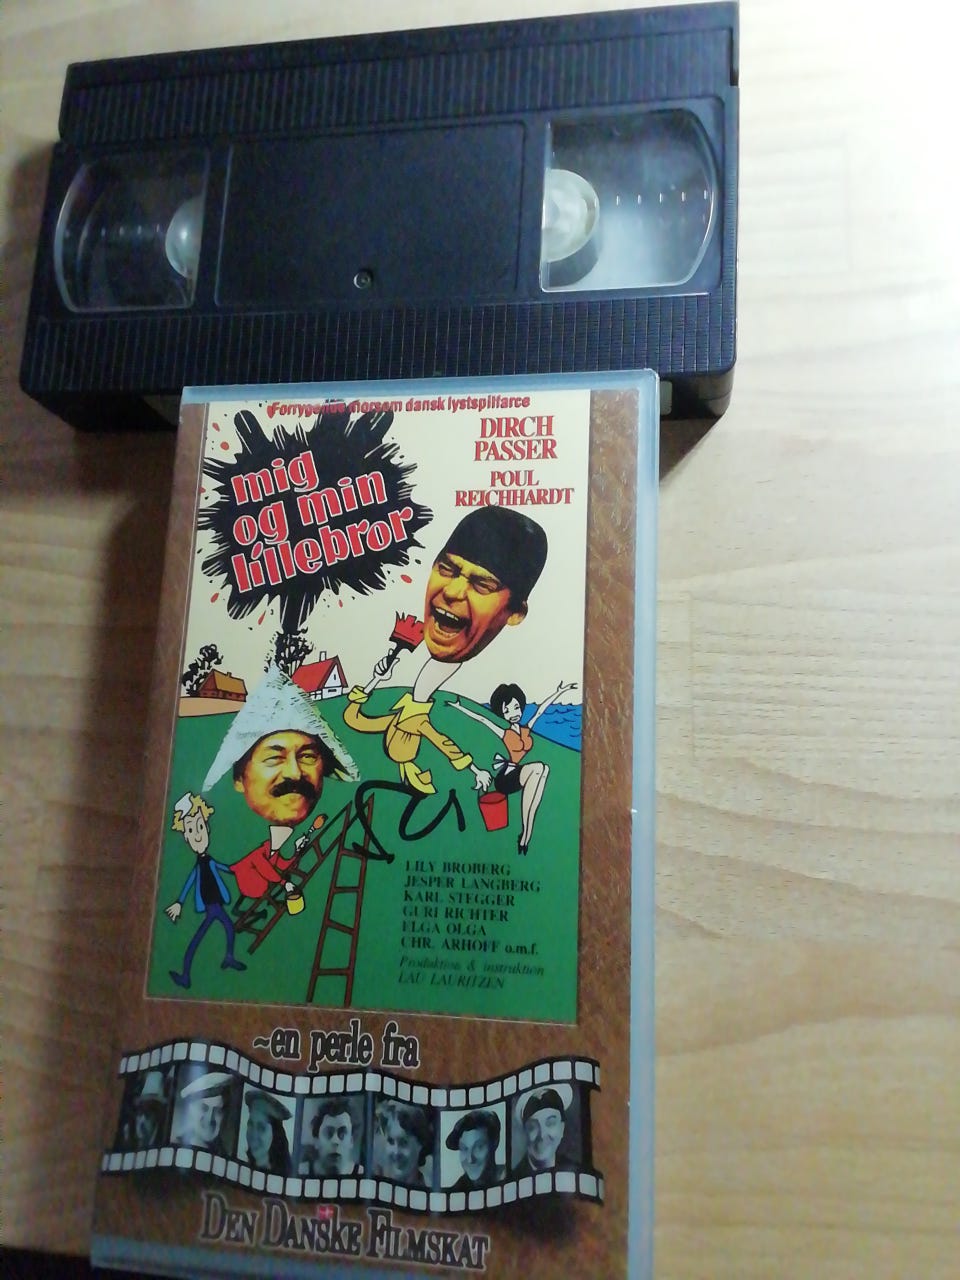 Forrygende morsom dansk lystspilfarce
mig
og min
lillebror
DIRCH
PASSER
POUL
REICHHARDT
LILY BROBERG
JESPER LANGBERG
KARL STEGGER
GURI RICHTER
ELGA OLGA
CHR. ARHOFF o.m.f.
Produktion & instruktion
LAU LAURITZEN
~en perle fra
DEN DANSKE FILMSKAT